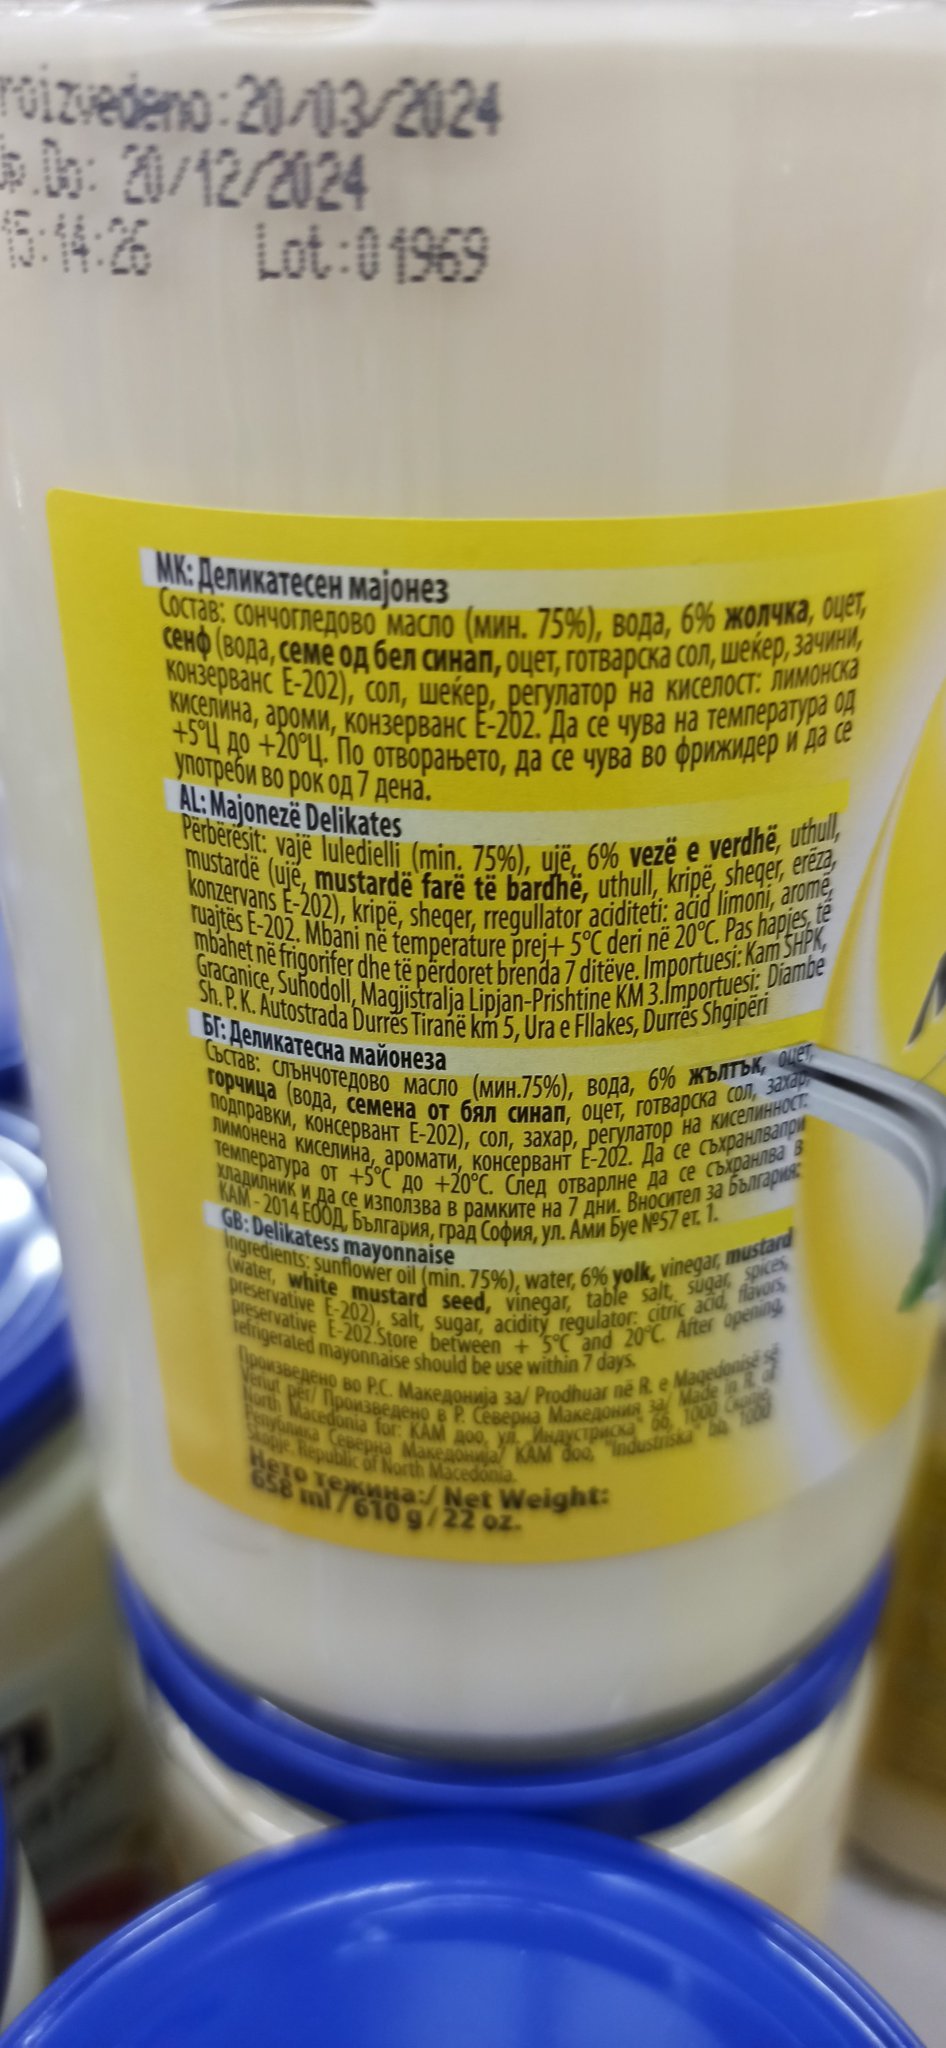 roizvedeno:20/03/2024
.Do: 20/12/2024
15:14:26 Lot:01969
МК: Деликатесен мајонез
Состав: сончогледово масло (мин. 75%), вода, 6% жолчка, оцет,
сенф (вода, семе од бел синап, оцет, готварска сол, шеќер, зачини,
конзерванс Е-202), сол, шеќер, регулатор на киселост: лимонска
киселина, ароми, конзерванс Е-202. Да се чува на температура од
+5°Ц до +20°Ц. По отворањето, да се чува во фрижидер и да се
употреби во рок од 7 дена.
AL: Majonezë Delikates
Përbërësit: vajë luledielli (min. 75%), ujë, 6% vezë e verdhë, uthull,
mustardë (ujë, mustardë farë të bardhë, uthull, kripë, sheqer, erëza,
konzervans E-202), kripë, sheqer, rregullator aciditeti: acid limoni, aromë,
ruajtës E-202. Mbani në temperature prej+ 5°C deri në 20°C. Pas hapjes, të
mbahet në frigorifer dhe të përdoret brenda 7 ditëve. Importuesi: Kam SHPK,
Gracanice, Suhodoll, Magjistralja Lipjan-Prishtine KM 3.Importuesi: Diambe
Sh. P. K. Autostrada Durrës Tiranë km 5, Ura e Fllakes, Durrës Shgipëri
БГ: Деликатесна майонеза
Състав: слънчотедово масло (мин.75%), вода, 6% жълтък, оцет,
горчица (вода, семена от бял синап, оцет, готварска сол, захар,
подправки, консервант Е-202), сол, захар, регулатор на киселинност:
лимонена киселина, аромати, консервант Е-202. Да се съхранлвапри
температура от +5°C до +20°C. След отварлне да се съхранлва в
хладилник и да се използва в рамките на 7 дни. Вносител за България:
КАМ - 2014 ЕООД, България, град София, ул. Ами Буе №57 ет. 1.
GB: Delikatess mayonnaise
Ingredients: sunflower oil (min. 75%), water, 6% yolk, vinegar, mustard
(water, white mustard seed, vinegar, table salt, sugar, spices,
preservative E-202), salt, sugar, acidity regulator: citric acid, flavors,
preservative E-202.Store between + 5°C and 20°C. After opening,
refrigerated mayonnaise should be use within 7 days.
Произведено во Р.С. Македонија за/ Prodhuar në R. e Maqedonisë së
Veriut për/ Произведено в Р. Северна Македония за/ Made in R. of
North Macedonia for: КАМ доо, ул. "Индустриска" бб, 1000 Скопје,
Република Северна Македонија/ KAM doo, "Industriska" bb, 1000
Skopje, Republic of North Macedonia.
Нето тежина:/ Net Weight:
658 ml / 610 g / 22 oz.